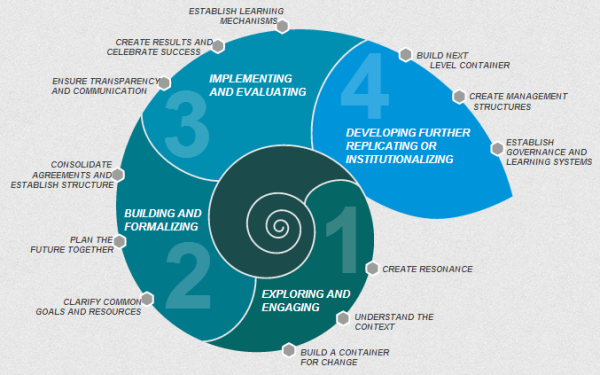 ESTABLISH LEARNING
MECHANISMS
CREATE RESULTS AND
CELEBRATE SUCCESS
ENSURE TRANSPARENCY
AND COMMUNICATION
CONSOLIDATE
AGREEMENTS AND
ESTABLISH STRUCTURE
PLAN THE
FUTURE TOGETHER
CLARIFY COMMON
GOALS AND RESOURCES
3
IMPLEMENTING
AND EVALUATING
4
DEVELOPING FURTHER
REPLICATING OR
INSTITUTIONALIZING
BUILDING AND
FORMALIZING
2
1
EXPLORING AND
ENGAGING
BUILD NEXT
LEVEL CONTAINER
CREATE MANAGEMENT
STRUCTURES
ESTABLISH
GOVERNANCE AND
LEARNING SYSTEMS
CREATE RESONANCE
UNDERSTAND THE
CONTEXT
BUILD A CONTAINER
FOR CHANGE